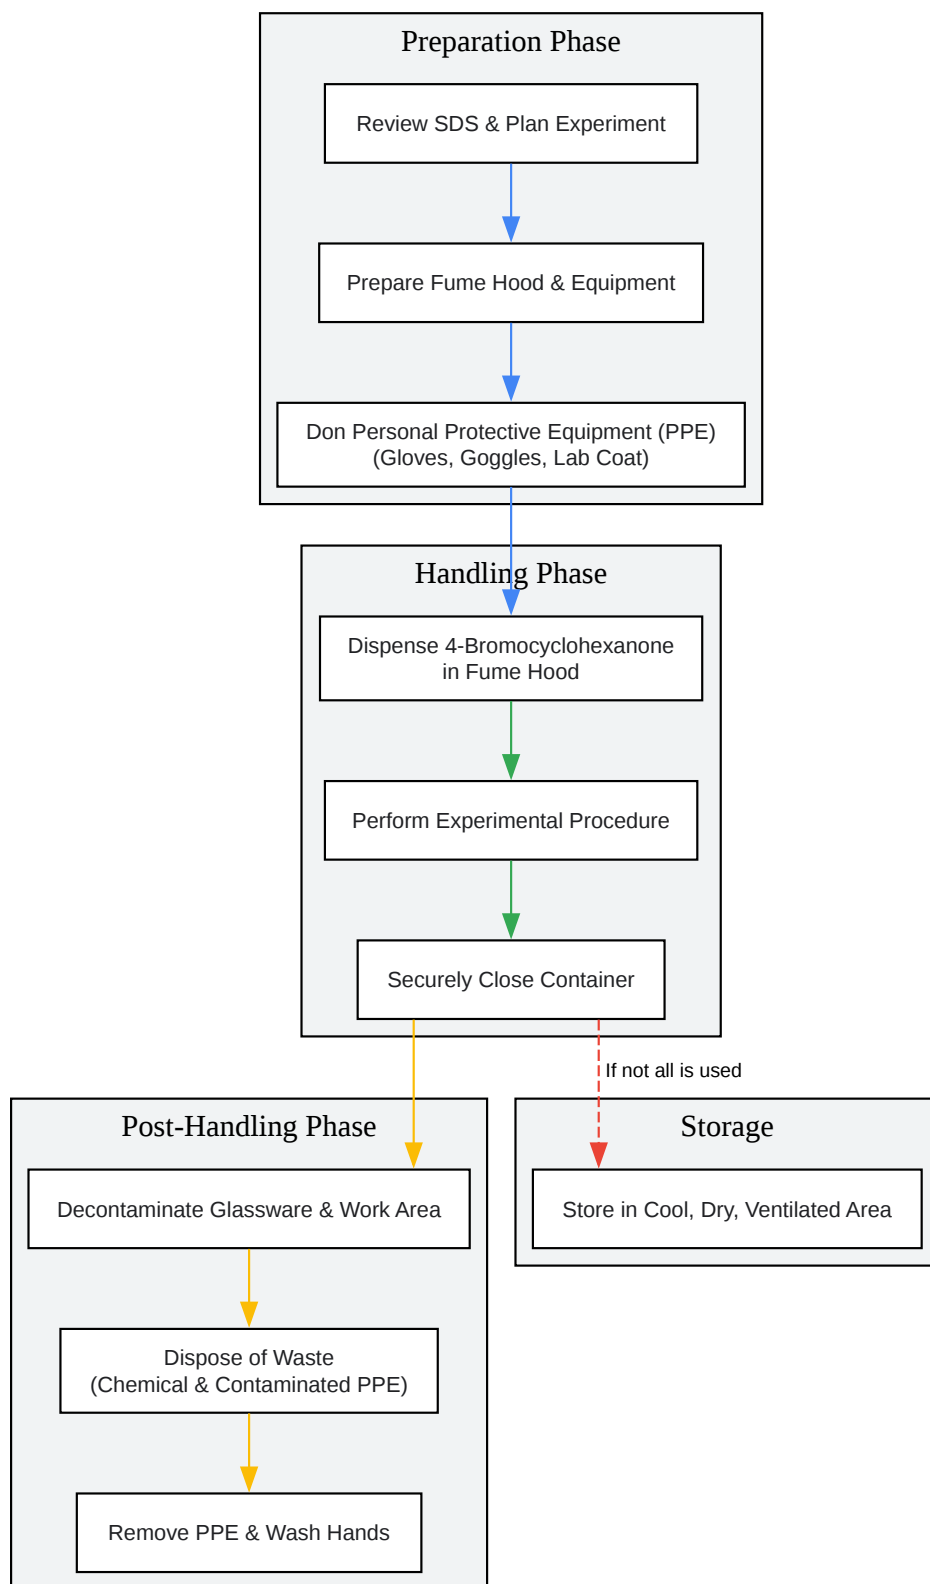 Preparation Phase
Review SDS & Plan Experiment
Prepare Fume Hood & Equipment
Don Personal Protective Equipment (PPE)
(Gloves, Goggles, Lab Coat)
Handling Phase
Dispense 4-Bromocyclohexanone
in Fume Hood
Perform Experimental Procedure
Securely Close Container
If not all is used
Post-Handling Phase
Decontaminate Glassware & Work Area
Dispose of Waste
(Chemical & Contaminated PPE)
Remove PPE & Wash Hands
Storage
Store in Cool, Dry, Ventilated Area